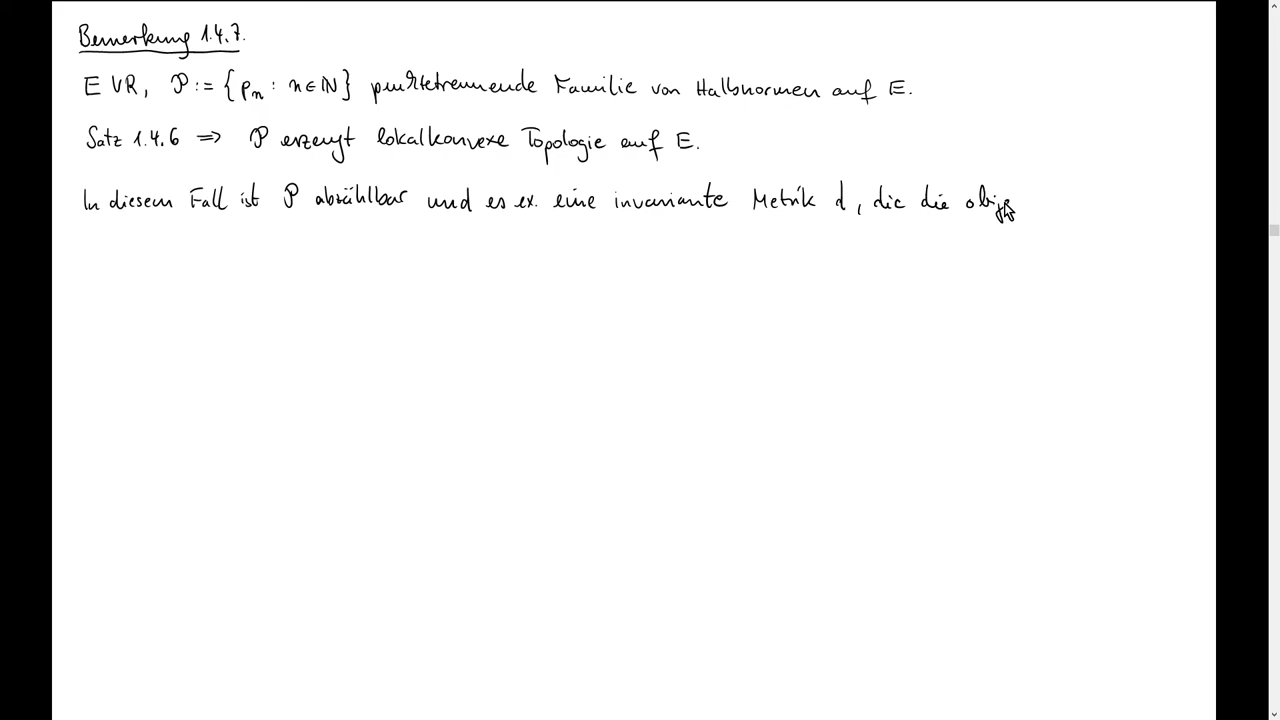 Bemerkung 1.4.7.
E VR, 𝒫 := {pₙ : n ∈ ℕ} punktetrennende Familie von Halbnormen auf E.
Satz 1.4.6 ⇒ 𝒫 erzeugt lokalkonvexe Topologie auf E.
In diesem Fall ist 𝒫 abzählbar und es ex. eine invariante Metrik d, die die obige